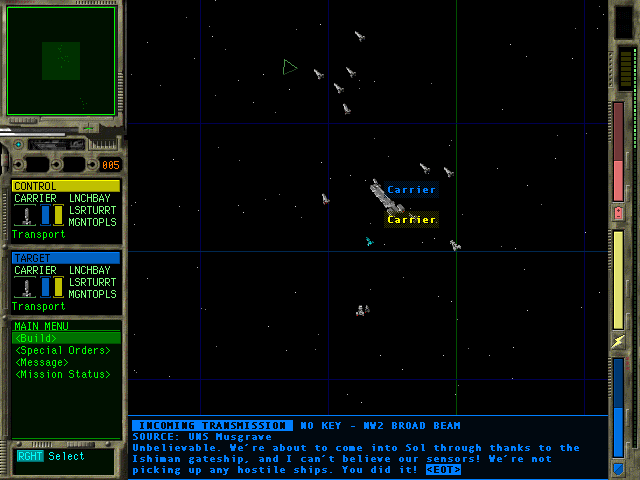 Carrier
Carrier
005
CONTROL
CARRIER LNCHBAY
LSRTURRT
MGNTOPLS
Transport
TARGET
CARRIER LNCHBAY
LSRTURRT
MGNTOPLS
Transport
MAIN MENU
<Build>
<Special Orders>
<Message>
<Mission Status>
RGHT Select
INCOMING TRANSMISSION NO KEY - NW2 BROAD BEAM
SOURCE: UNS Musgrave
Unbelievable. We're about to come into Sol through thanks to the
Ishiman gateship, and I can't believe our sensors! We're not
picking up any hostile ships. You did it! <EOT>